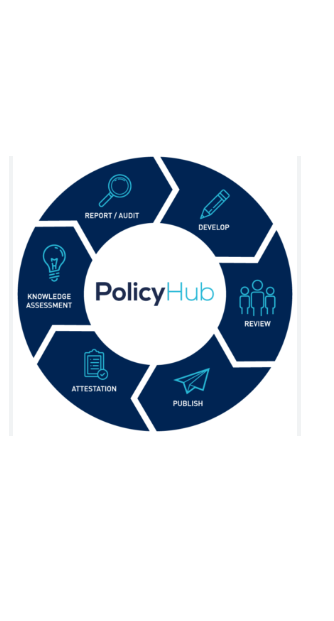 REPORT / AUDIT
DEVELOP
PolicyHub
KNOWLEDGE
ASSESSMENT
REVIEW
ATTESTATION
PUBLISH